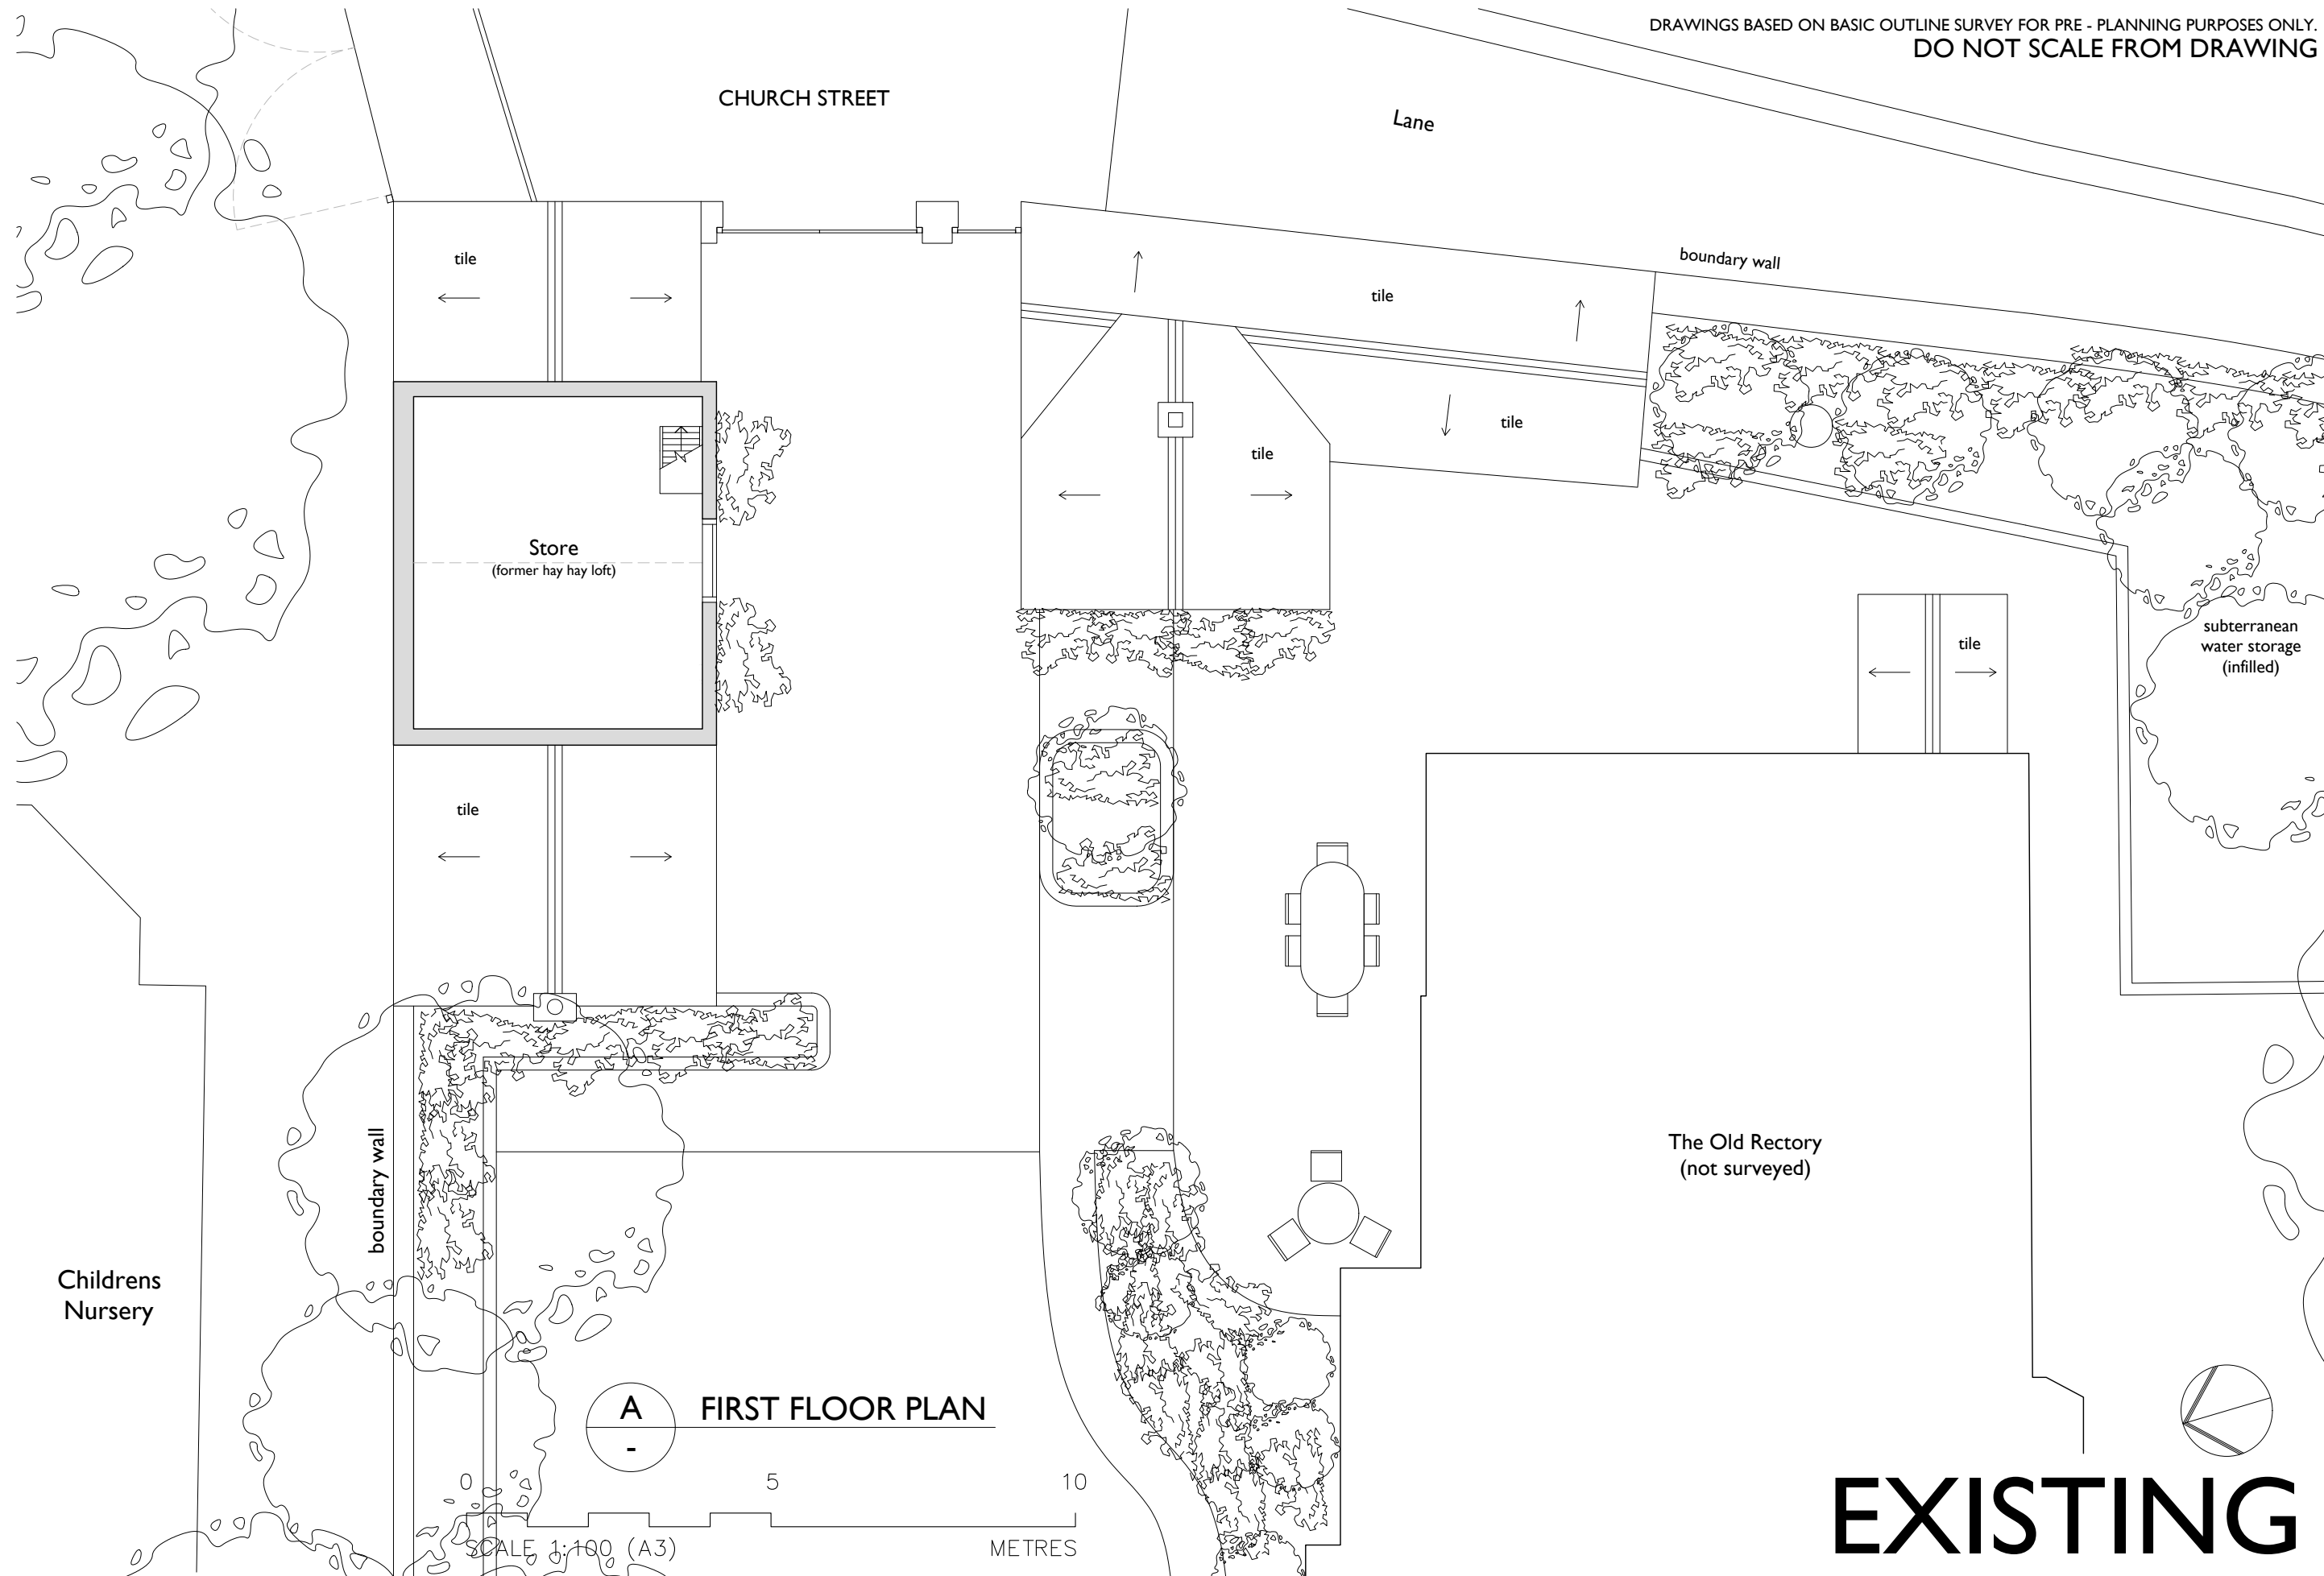 DRAWINGS BASED ON BASIC OUTLINE SURVEY FOR PRE - PLANNING PURPOSES ONLY.
DO NOT SCALE FROM DRAWING
CHURCH STREET
Lane
boundary wall
tile
tile
tile
tile
Store
(former hay hay loft)
subterranean
water storage
(infilled)
tile
tile
The Old Rectory
(not surveyed)
boundary wall
Childrens
Nursery
A
-
FIRST FLOOR PLAN
0 5 10
SCALE 1:100 (A3) METRES
EXISTING